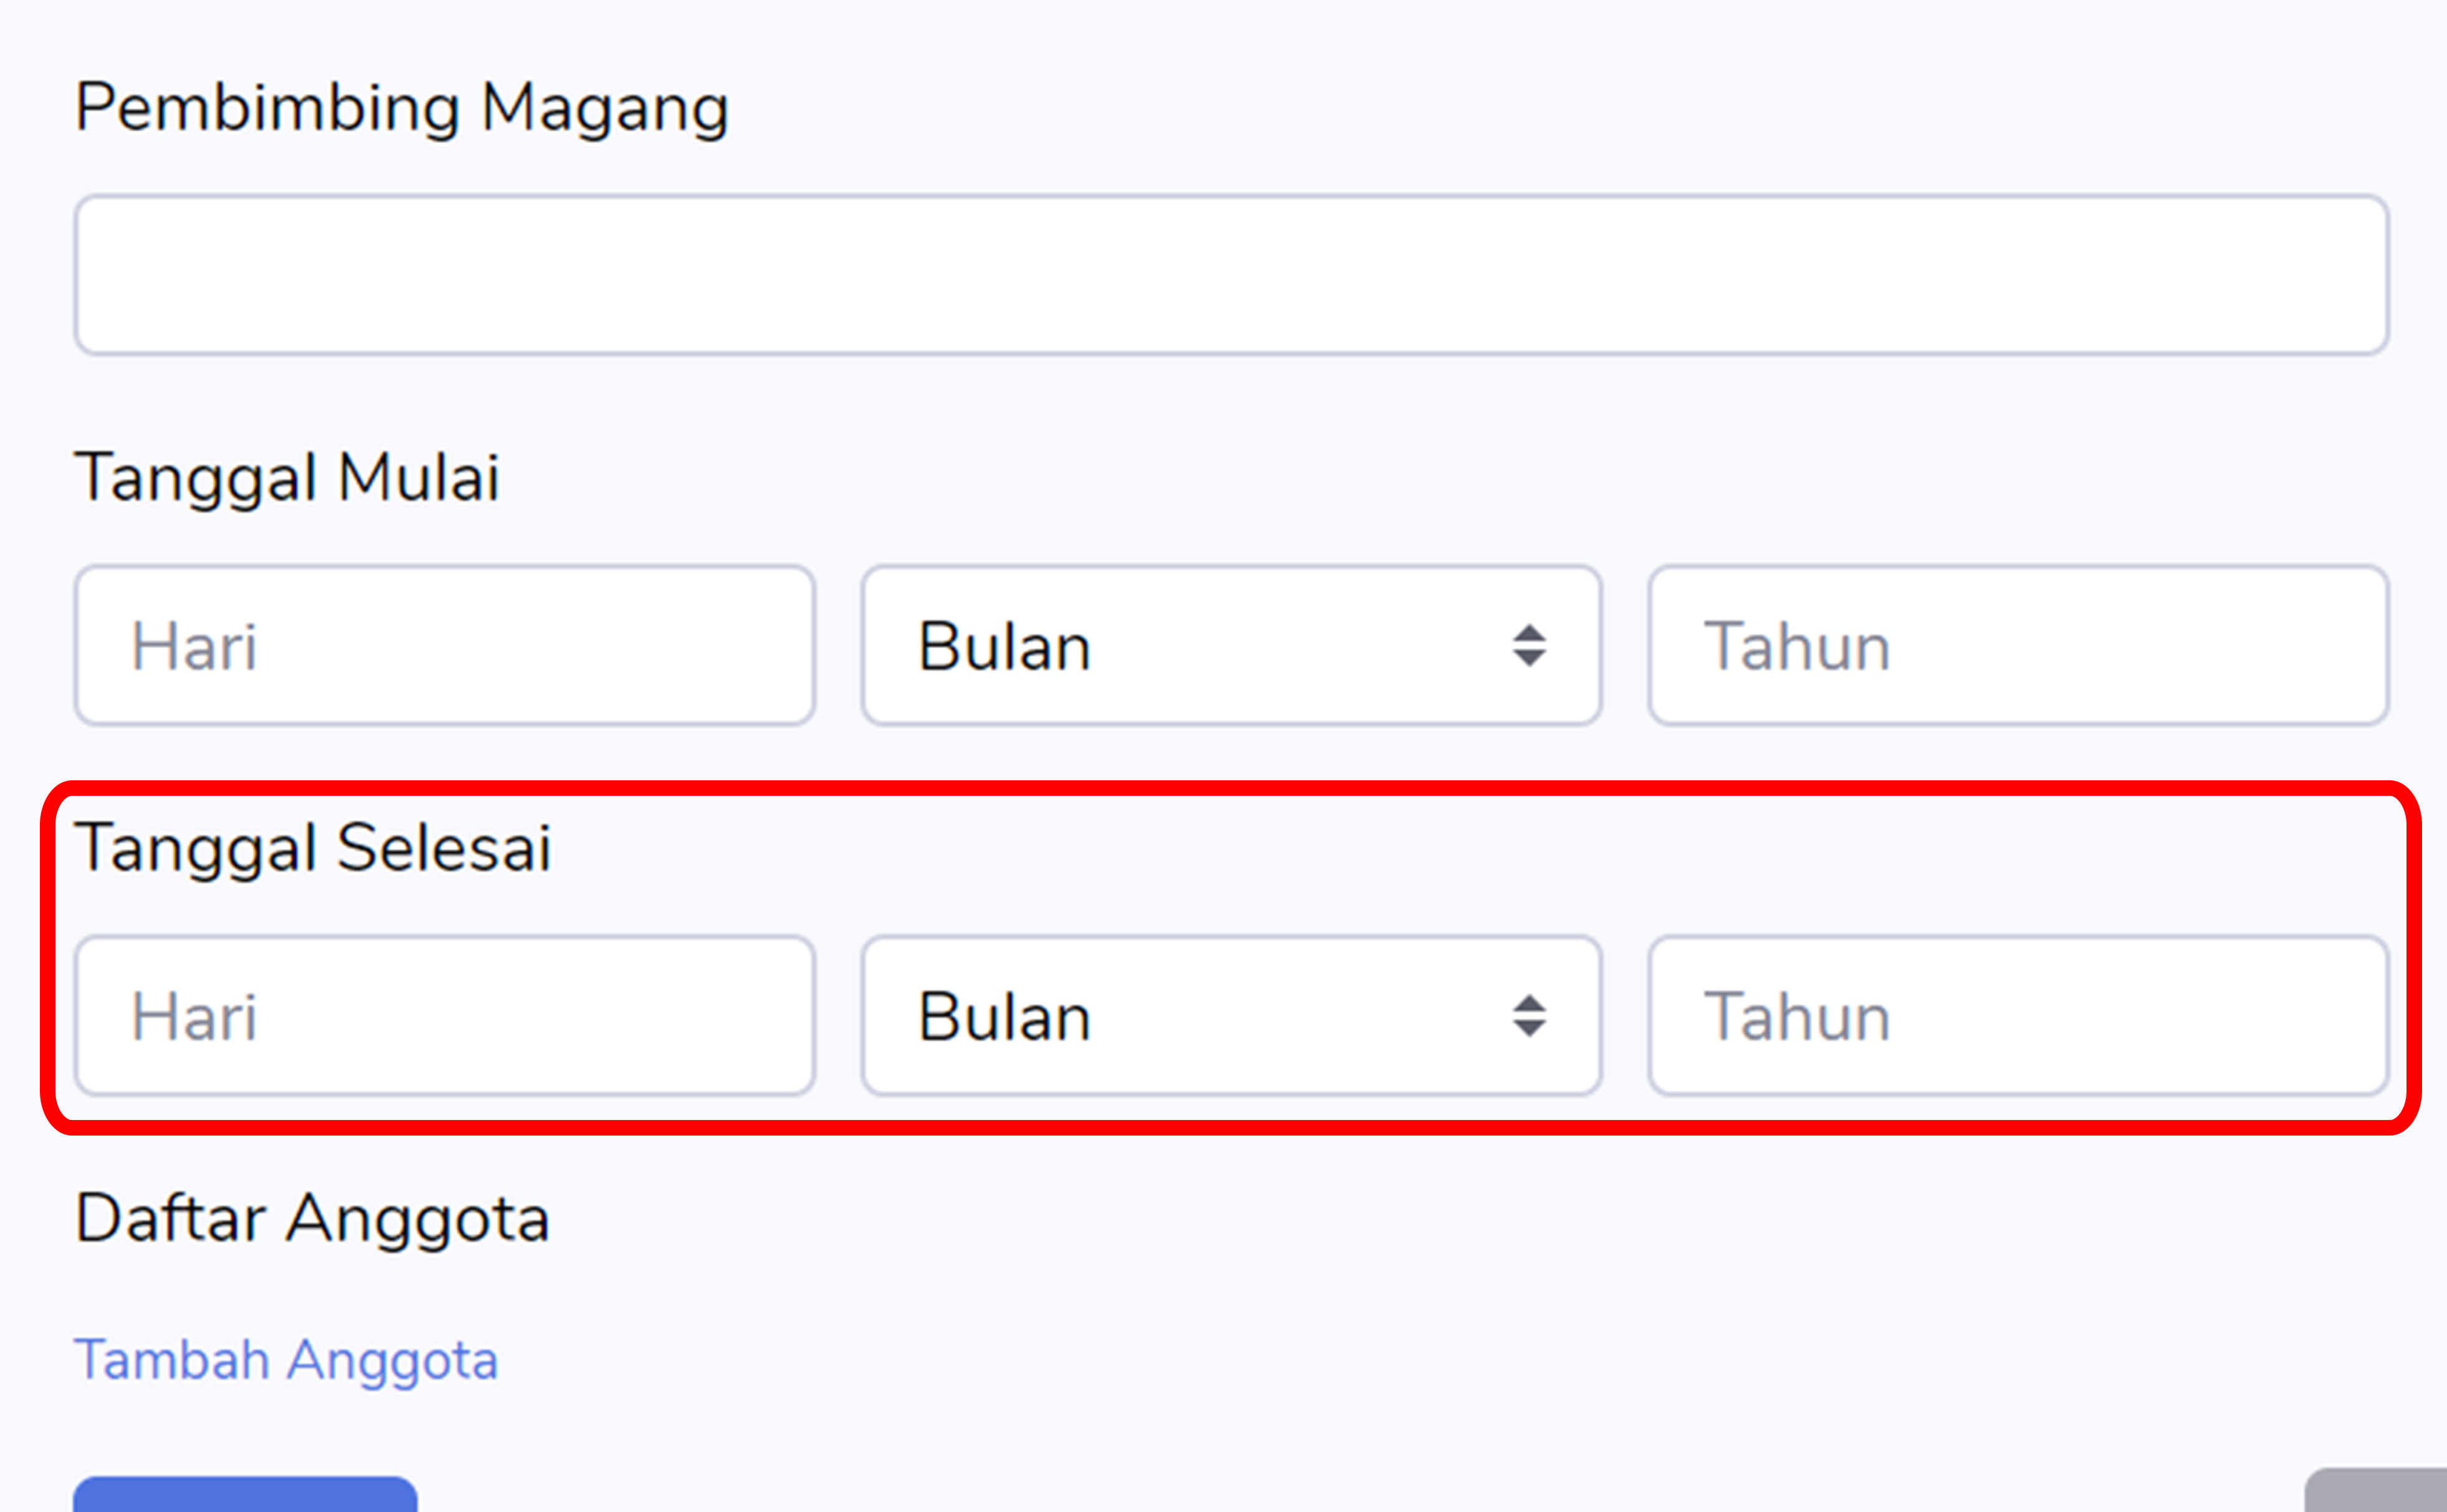 Pembimbing Magang
Tanggal Mulai
Hari Bulan Tahun
Tanggal Selesai
Hari Bulan Tahun
Daftar Anggota
Tambah Anggota